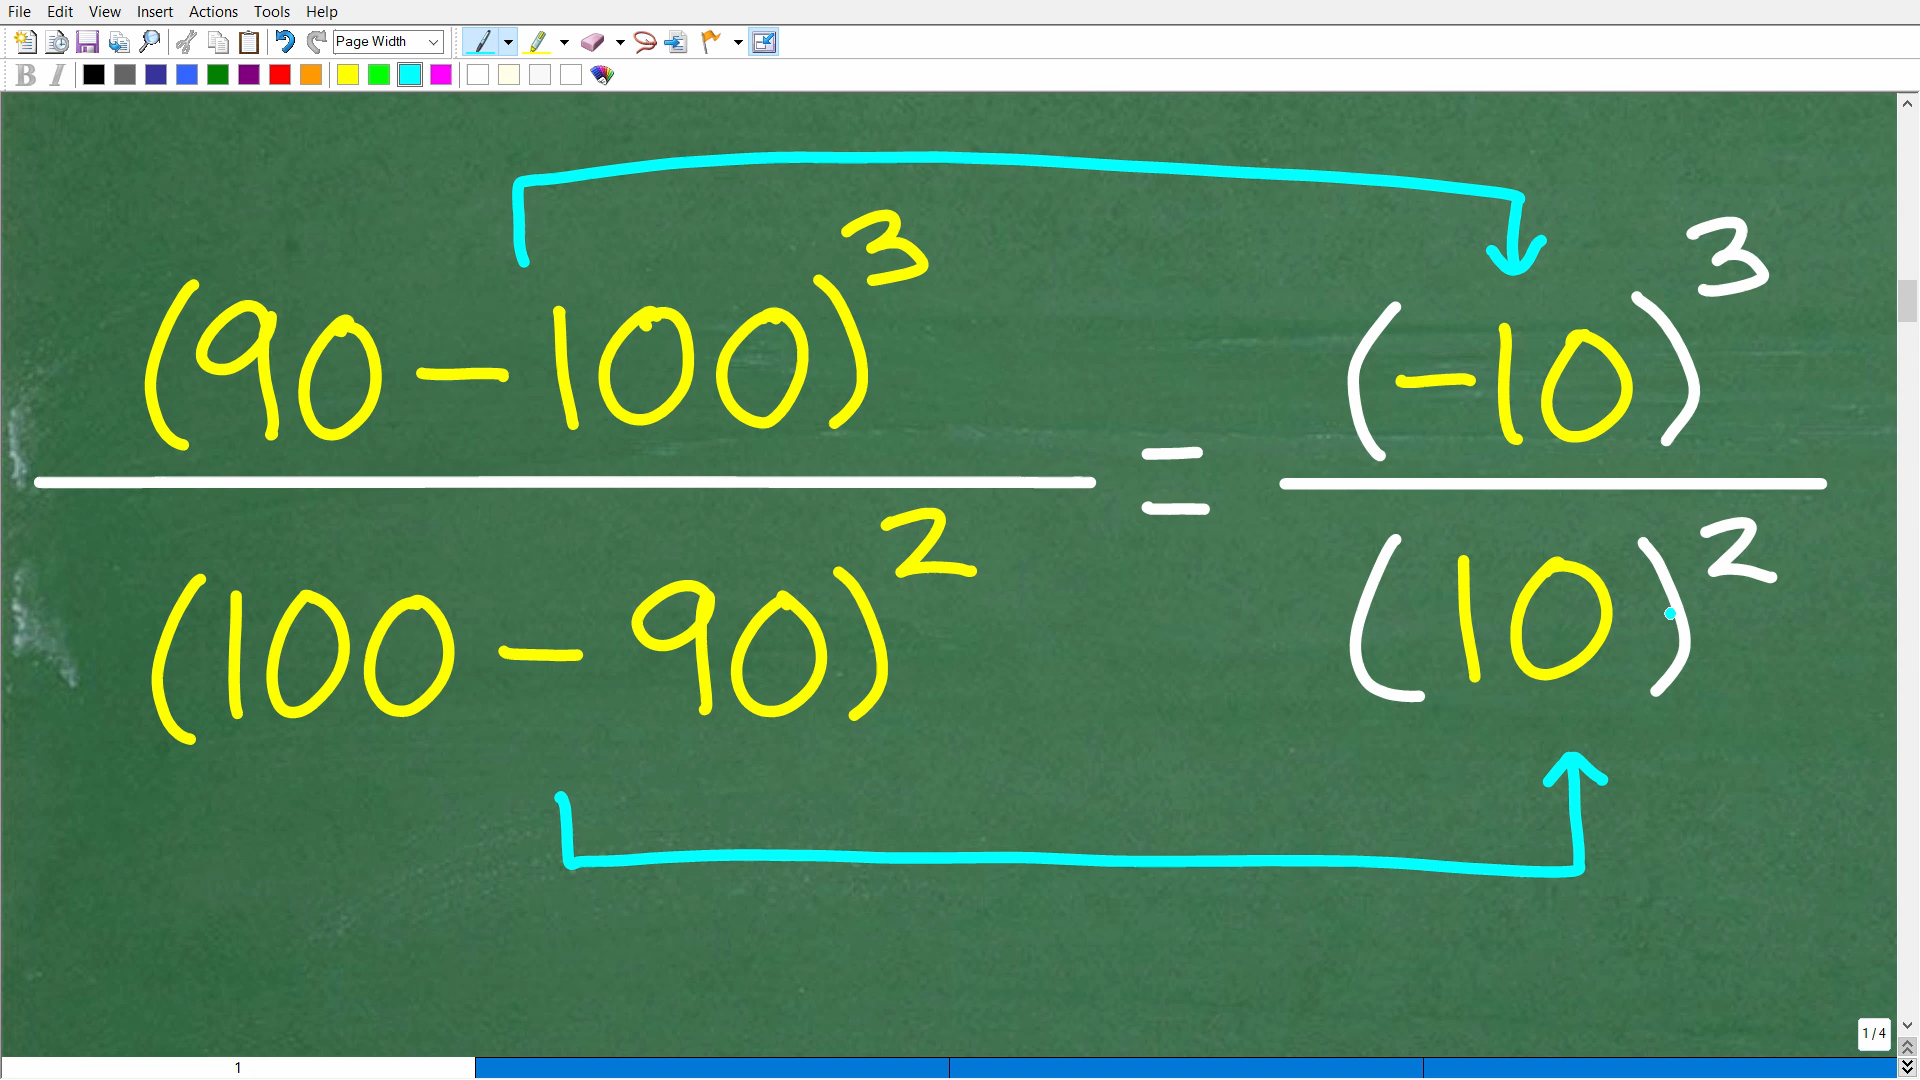 File Edit View Insert Actions Tools Help
Page Width
B I
(90 - 100)³ = (-10)³
(100 - 90)² (10)²
1 / 4
1